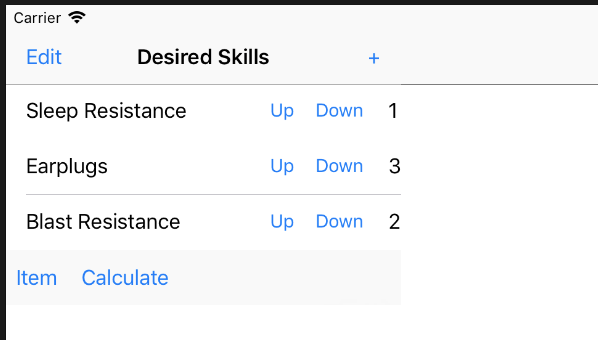 Carrier
Edit Desired Skills +
Sleep Resistance Up Down 1
Earplugs Up Down 3
Blast Resistance Up Down 2
Item Calculate